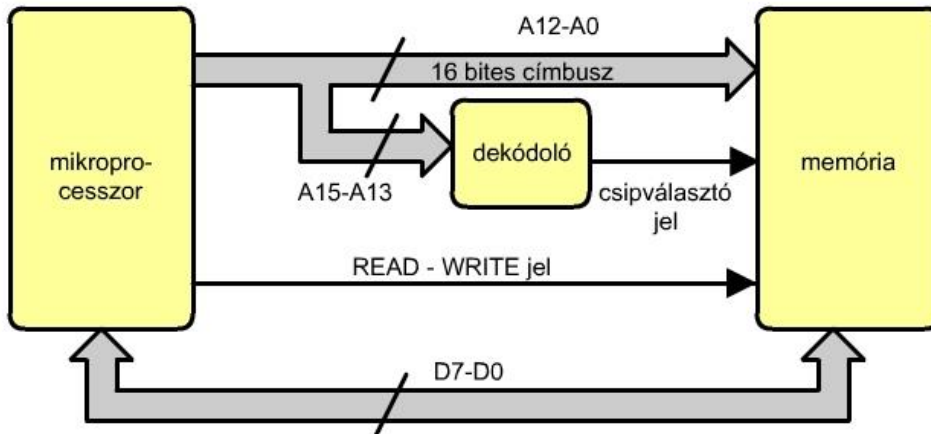 A12-A0
16 bites címbusz
mikropro-
cesszor
dekódoló
memória
A15-A13
csipválasztó
jel
READ - WRITE jel
D7-D0